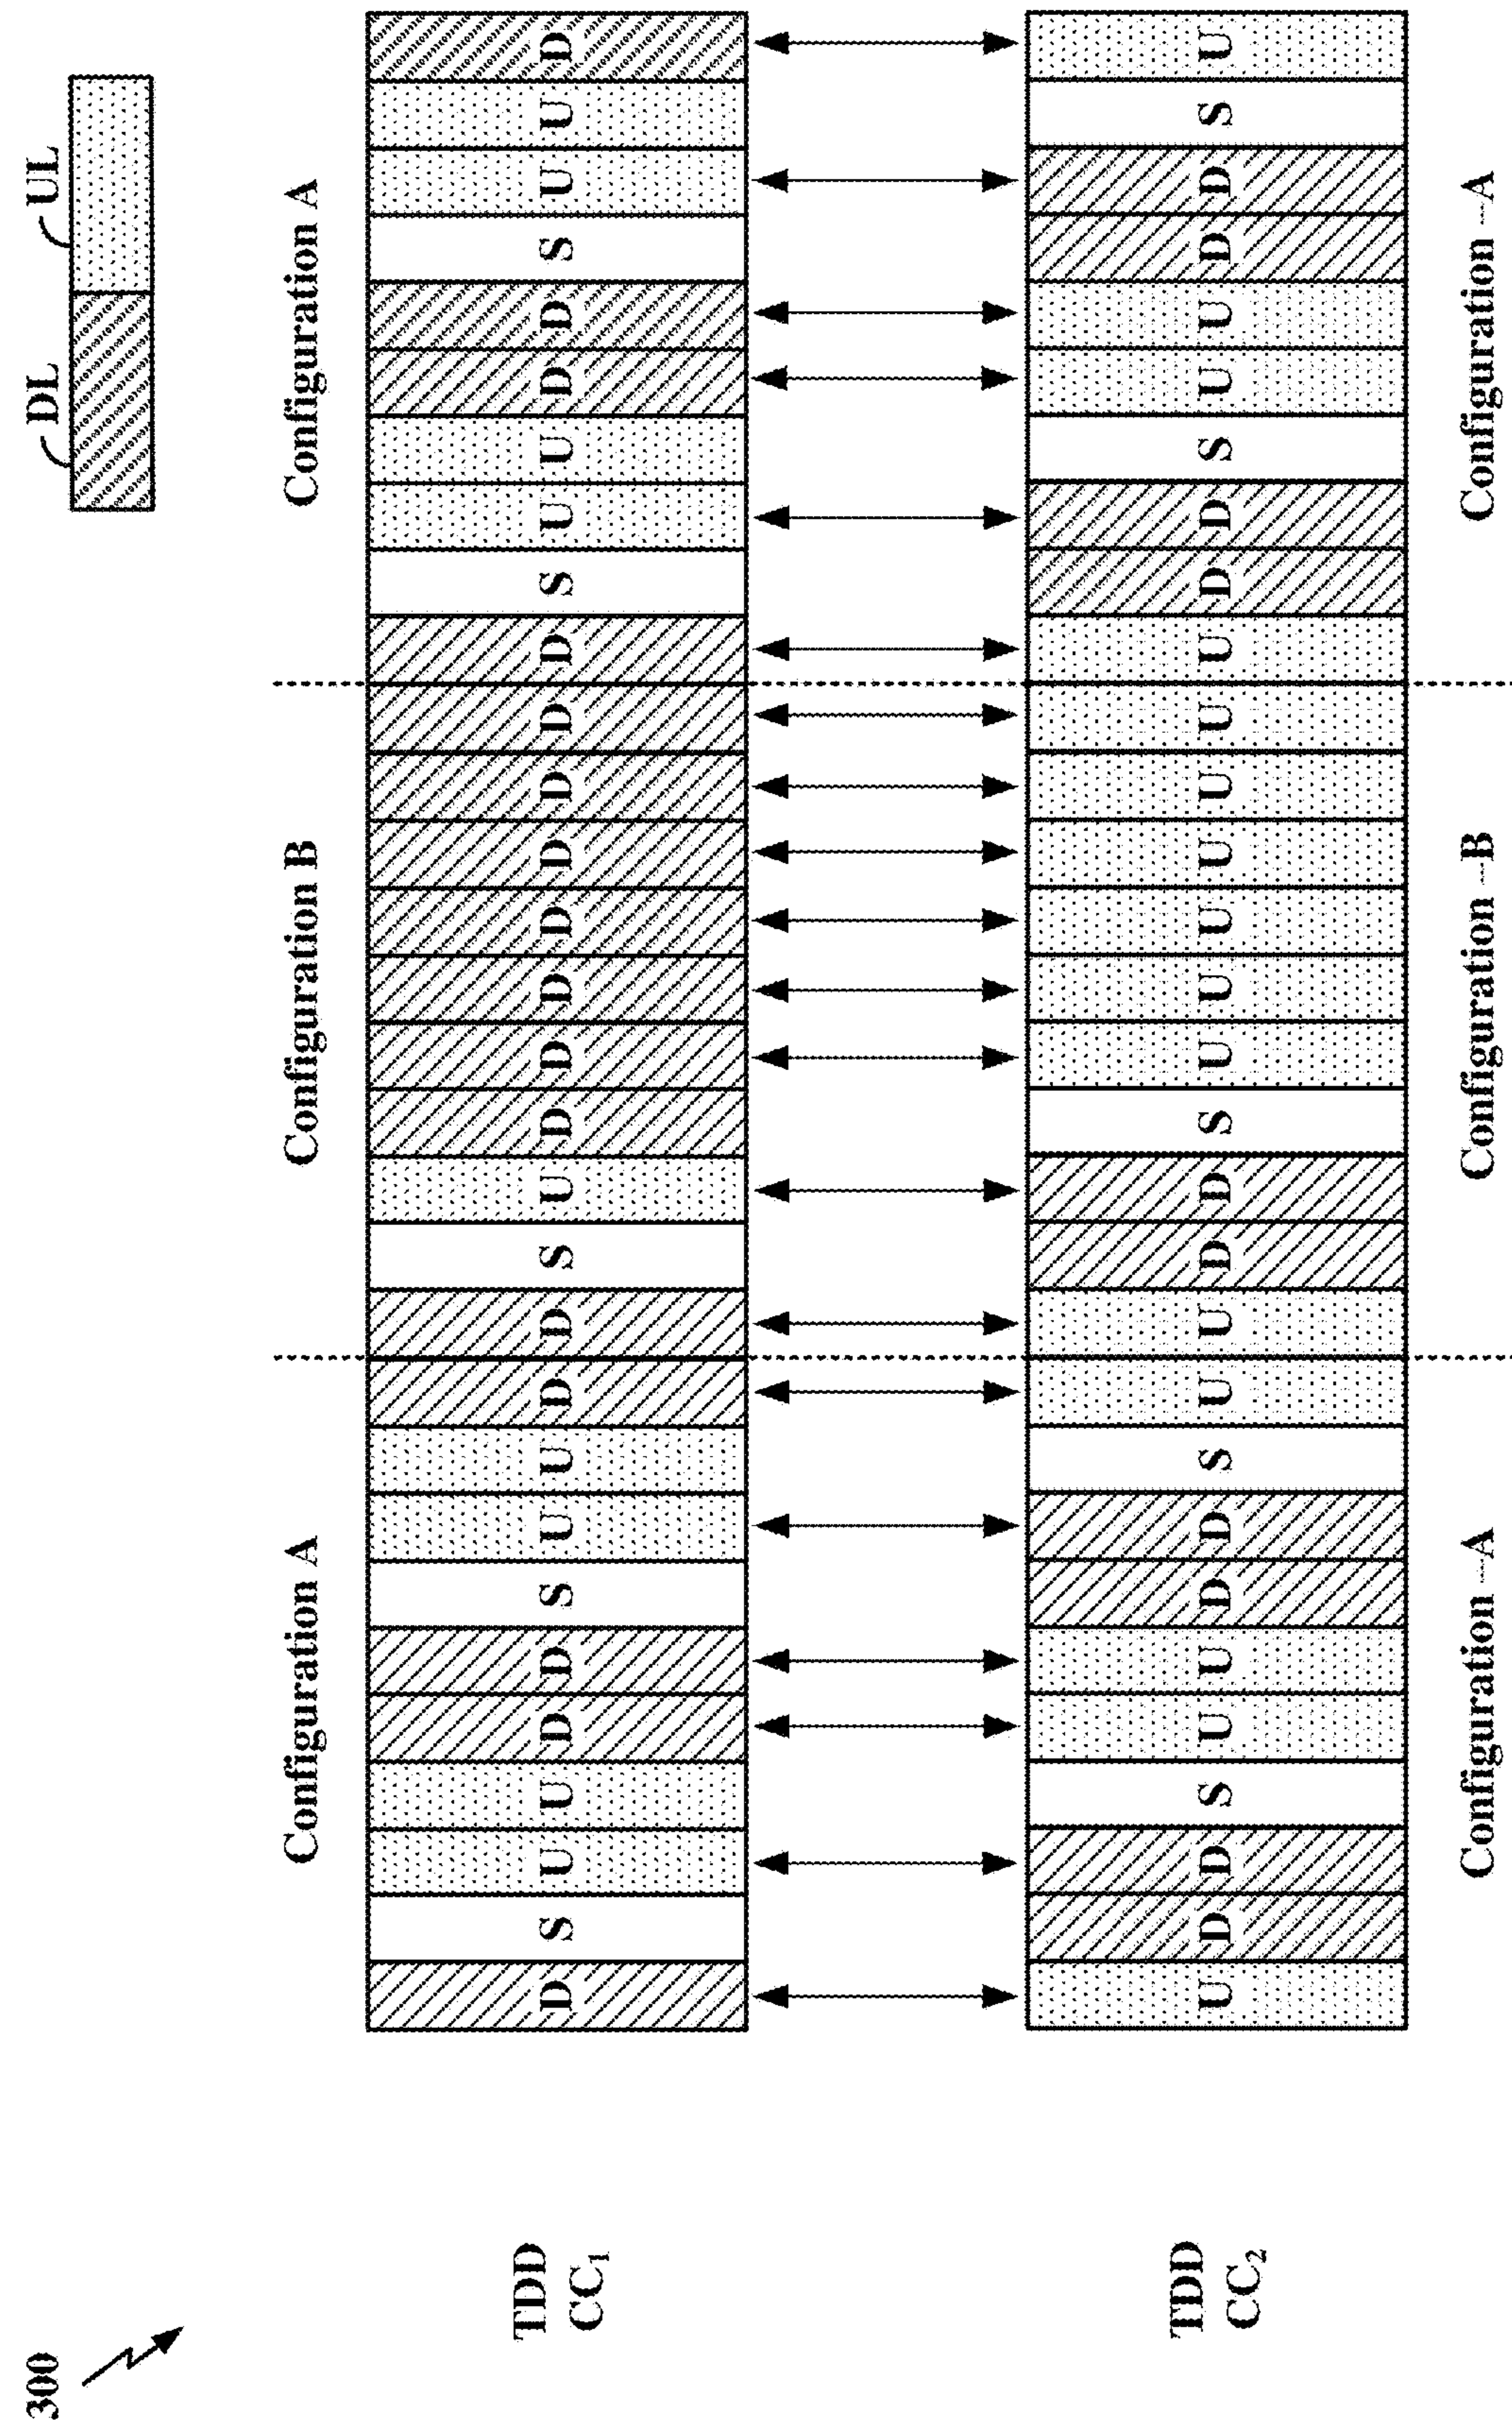 300
DL UL
Configuration A Configuration B Configuration A
TDD
CC₁
D S U U D D S U U D D S U D D D D D D D D S U U D D S U U D
TDD
CC₂
U D D S U U D D S U U D D S U U U U U U U D D S U U D D S U
Configuration –A Configuration –B Configuration –A